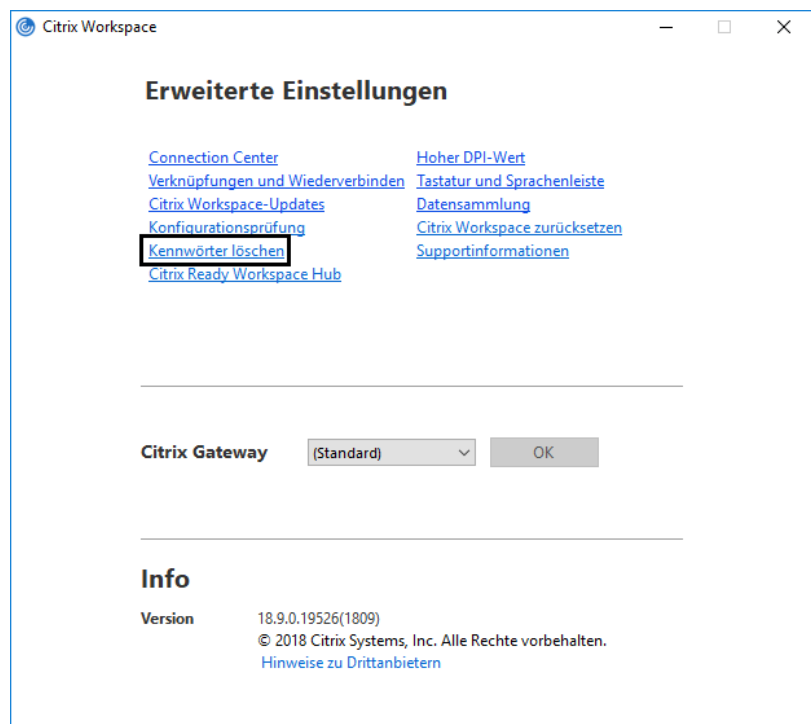 Citrix Workspace
Erweiterte Einstellungen
Connection Center
Verknüpfungen und Wiederverbinden
Citrix Workspace-Updates
Konfigurationsprüfung
Kennwörter löschen
Citrix Ready Workspace Hub
Hoher DPI-Wert
Tastatur und Sprachenleiste
Datensammlung
Citrix Workspace zurücksetzen
Supportinformationen
Citrix Gateway (Standard) OK
Info
Version 18.9.0.19526(1809)
© 2018 Citrix Systems, Inc. Alle Rechte vorbehalten.
Hinweise zu Drittanbietern